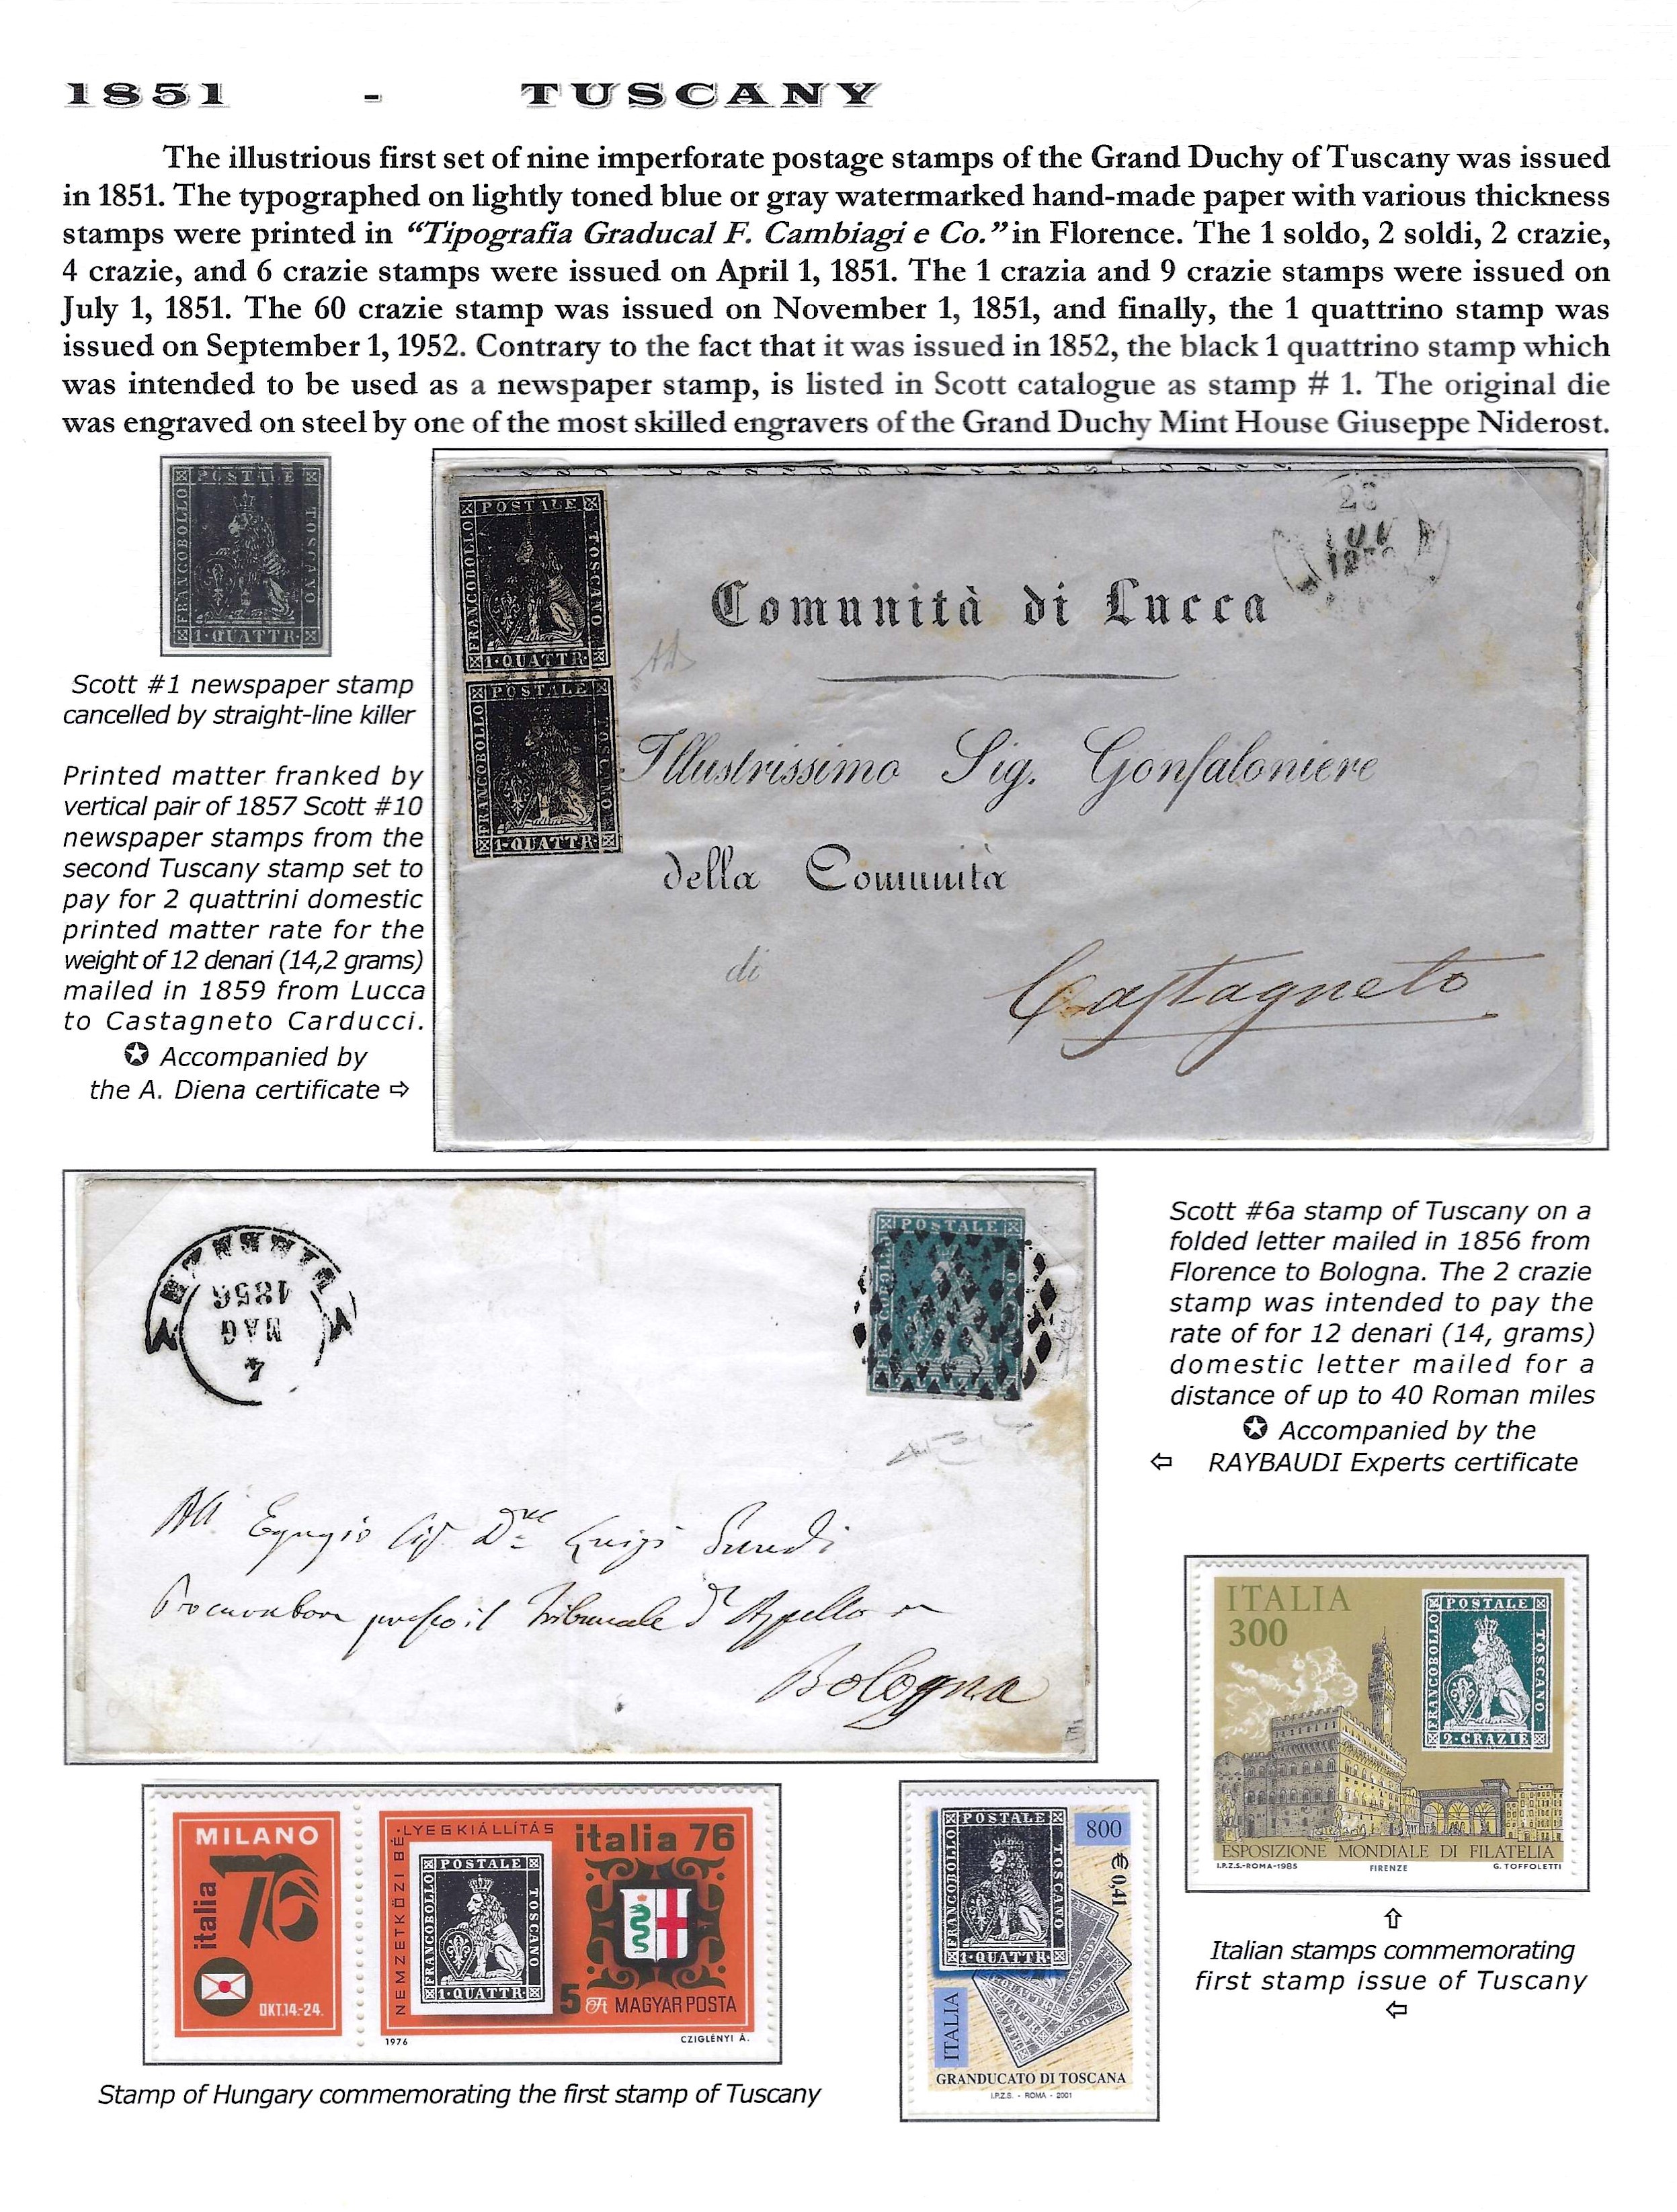 1851 - TUSCANY
The illustrious first set of nine imperforate postage stamps of the Grand Duchy of Tuscany was issued
in 1851. The typographed on lightly toned blue or gray watermarked hand-made paper with various thickness
stamps were printed in “Tipografia Graducal F. Cambiagi e Co.” in Florence. The 1 soldo, 2 soldi, 2 crazie,
4 crazie, and 6 crazie stamps were issued on April 1, 1851. The 1 crazia and 9 crazie stamps were issued on
July 1, 1851. The 60 crazie stamp was issued on November 1, 1851, and finally, the 1 quattrino stamp was
issued on September 1, 1952. Contrary to the fact that it was issued in 1852, the black 1 quattrino stamp which
was intended to be used as a newspaper stamp, is listed in Scott catalogue as stamp # 1. The original die
was engraved on steel by one of the most skilled engravers of the Grand Duchy Mint House Giuseppe Niderost.
POSTALE
FRANCOBOLLO
TOSCANO
1·QUATTR·
Scott #1 newspaper stamp
cancelled by straight-line killer
Printed matter franked by
vertical pair of 1857 Scott #10
newspaper stamps from the
second Tuscany stamp set to
pay for 2 quattrini domestic
printed matter rate for the
weight of 12 denari (14,2 grams)
mailed in 1859 from Lucca
to Castagneto Carducci.
✪ Accompanied by
the A. Diena certificate ⇨
POSTALE
FRANCOBOLLO
TOSCANO
1·QUATTR·
POSTALE
FRANCOBOLLO
TOSCANO
1·QUATTR·
Comunità di Lucca
Illustrissimo Sig. Gonfaloniere
della Comunità
di
Castagneto
1856
MAG
4
POSTALE
Luigi
Tribunale d'Appello
Bologna
Scott #6a stamp of Tuscany on a
folded letter mailed in 1856 from
Florence to Bologna. The 2 crazie
stamp was intended to pay the
rate of for 12 denari (14, grams)
domestic letter mailed for a
distance of up to 40 Roman miles
✪ Accompanied by the
⇦ RAYBAUDI Experts certificate
ITALIA
300
POSTALE
FRANCOBOLLO
TOSCANO
2·CRAZIE
ESPOSIZIONE MONDIALE DI FILATELIA
I.P.Z.S.-ROMA-1985 FIRENZE G. TOFFOLETTI
⇧
Italian stamps commemorating
first stamp issue of Tuscany
⇦
MILANO
italia
76
OKT.14.-24.
NEMZETKÖZI BÉ-
LYEGKIÁLLÍTÁS
italia 76
POSTALE
FRANCOBOLLO
TOSCANO
1·QUATTR·
5 Ft MAGYAR POSTA
1976 CZIGLÉNYI A.
Stamp of Hungary commemorating the first stamp of Tuscany
POSTALE
FRANCOBOLLO
TOSCANO
1·QUATTR·
800
€ 0,41
ITALIA
GRANDUCATO DI TOSCANA
I.P.Z.S. - ROMA - 2001